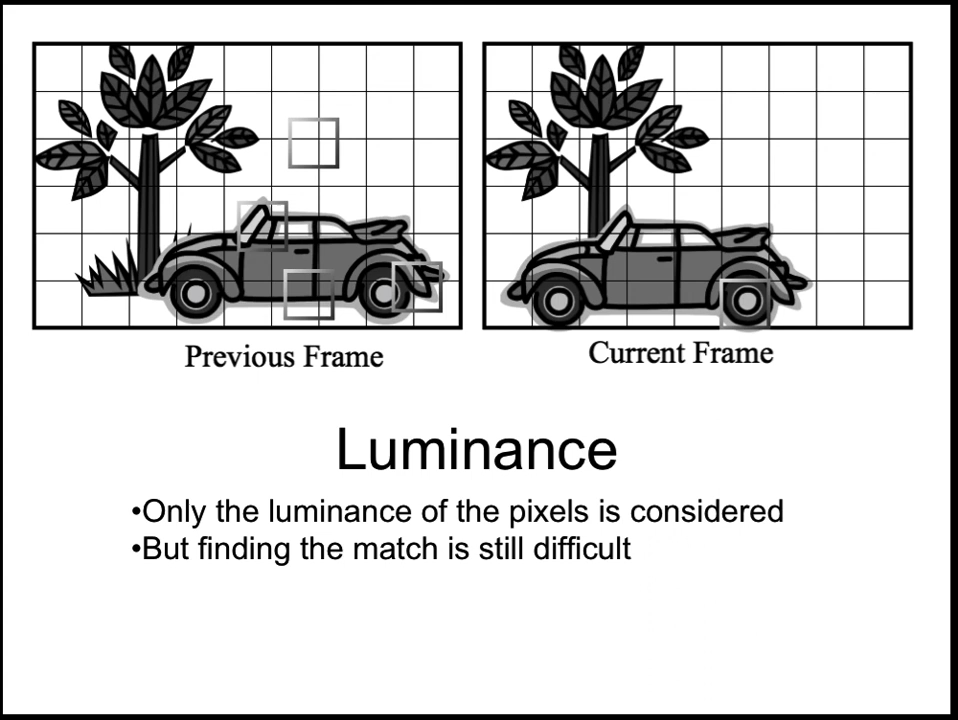 Previous Frame
Current Frame
Luminance
•Only the luminance of the pixels is considered
•But finding the match is still difficult